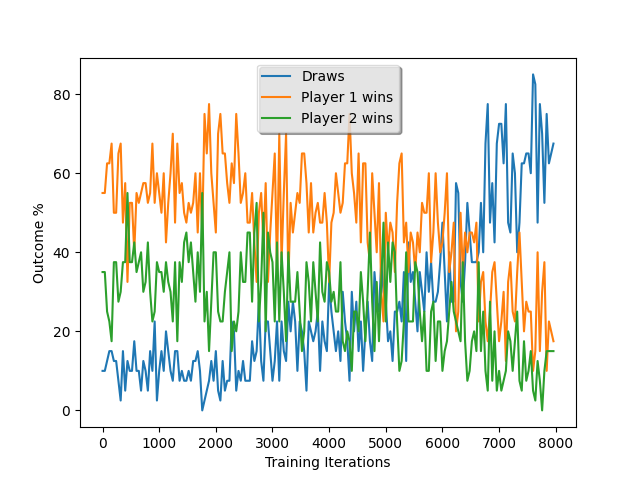 Draws
Player 1 wins
Player 2 wins
Outcome %
80
60
40
20
0
0 1000 2000 3000 4000 5000 6000 7000 8000
Training Iterations